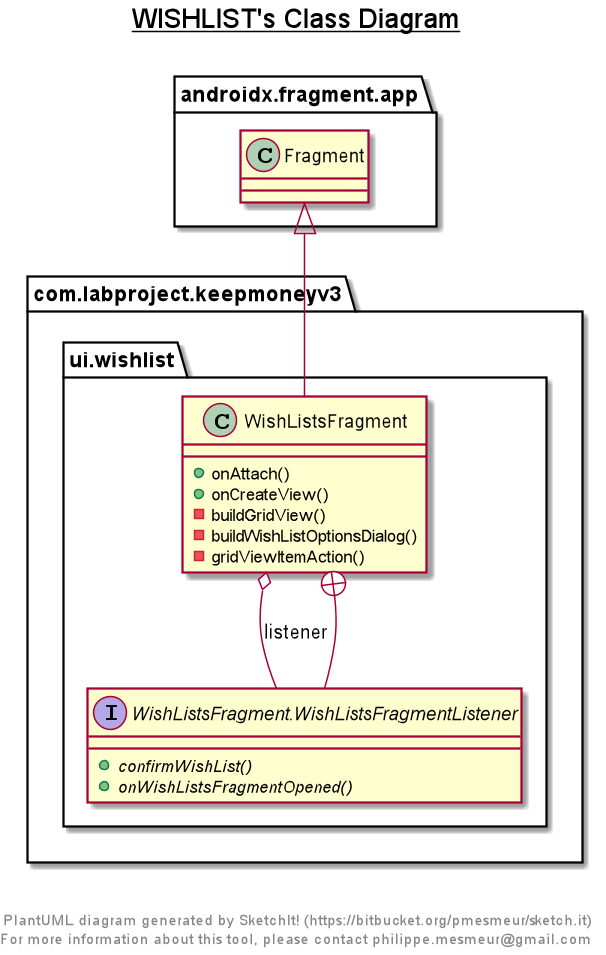 WISHLIST's Class Diagram
androidx.fragment.app
C Fragment
com.labproject.keepmoneyv3
ui.wishlist
C WishListsFragment
onAttach()
onCreateView()
buildGridView()
buildWishListOptionsDialog()
gridViewItemAction()
listener
I WishListsFragment.WishListsFragmentListener
confirmWishList()
onWishListsFragmentOpened()
PlantUML diagram generated by SketchIt! (https://bitbucket.org/pmesmeur/sketch.it)
For more information about this tool, please contact philippe.mesmeur@gmail.com